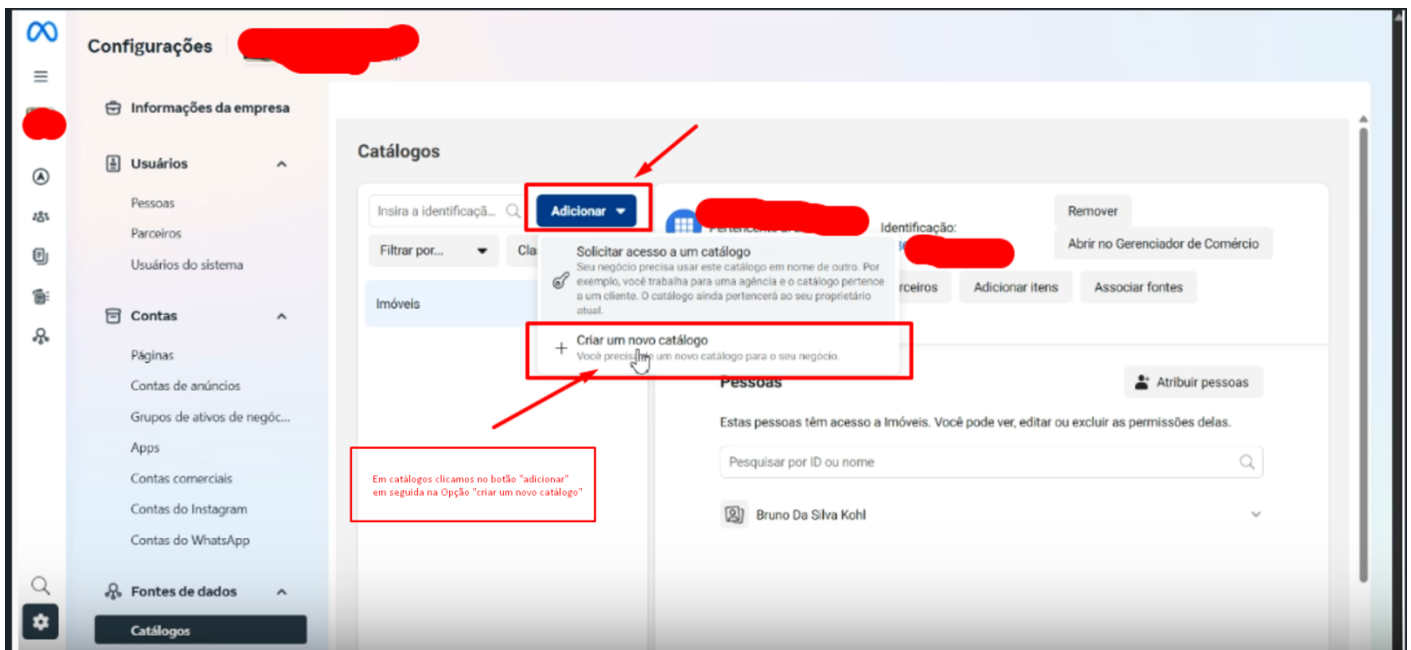 Configurações
Informações da empresa
Usuários
Pessoas
Parceiros
Usuários do sistema
Contas
Páginas
Contas de anúncios
Grupos de ativos de negóc...
Apps
Contas comerciais
Contas do Instagram
Contas do WhatsApp
Fontes de dados
Catálogos
Catálogos
Insira a identificaçã...
Adicionar
Filtrar por...
Cla
Imóveis
Solicitar acesso a um catálogo
Seu negócio precisa usar este catálogo em nome de outro. Por
exemplo, você trabalha para uma agência e o catálogo pertence
a um cliente. O catálogo ainda pertencerá ao seu proprietário
atual.
Criar um novo catálogo
Você precisa de um novo catálogo para o seu negócio.
Em catálogos clicamos no botão "adicionar"
em seguida na Opção "criar um novo catálogo"
Identificação:
Remover
Abrir no Gerenciador de Comércio
rceiros
Adicionar itens
Associar fontes
Pessoas
Atribuir pessoas
Estas pessoas têm acesso a Imóveis. Você pode ver, editar ou excluir as permissões delas.
Pesquisar por ID ou nome
Bruno Da Silva Kohl